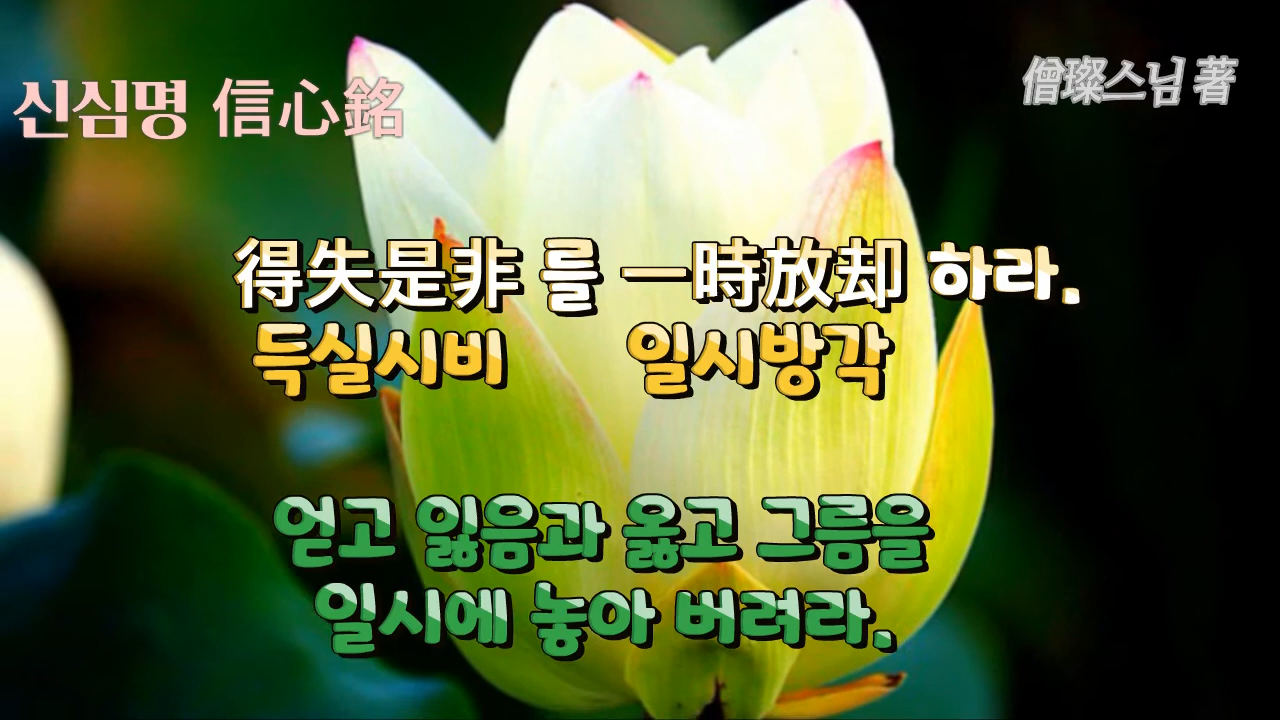 신심명 信心銘
僧璨스님 著
得失是非 를 一時放却 하라.
득실시비 일시방각
얻고 잃음과 옳고 그름을
일시에 놓아 버려라.